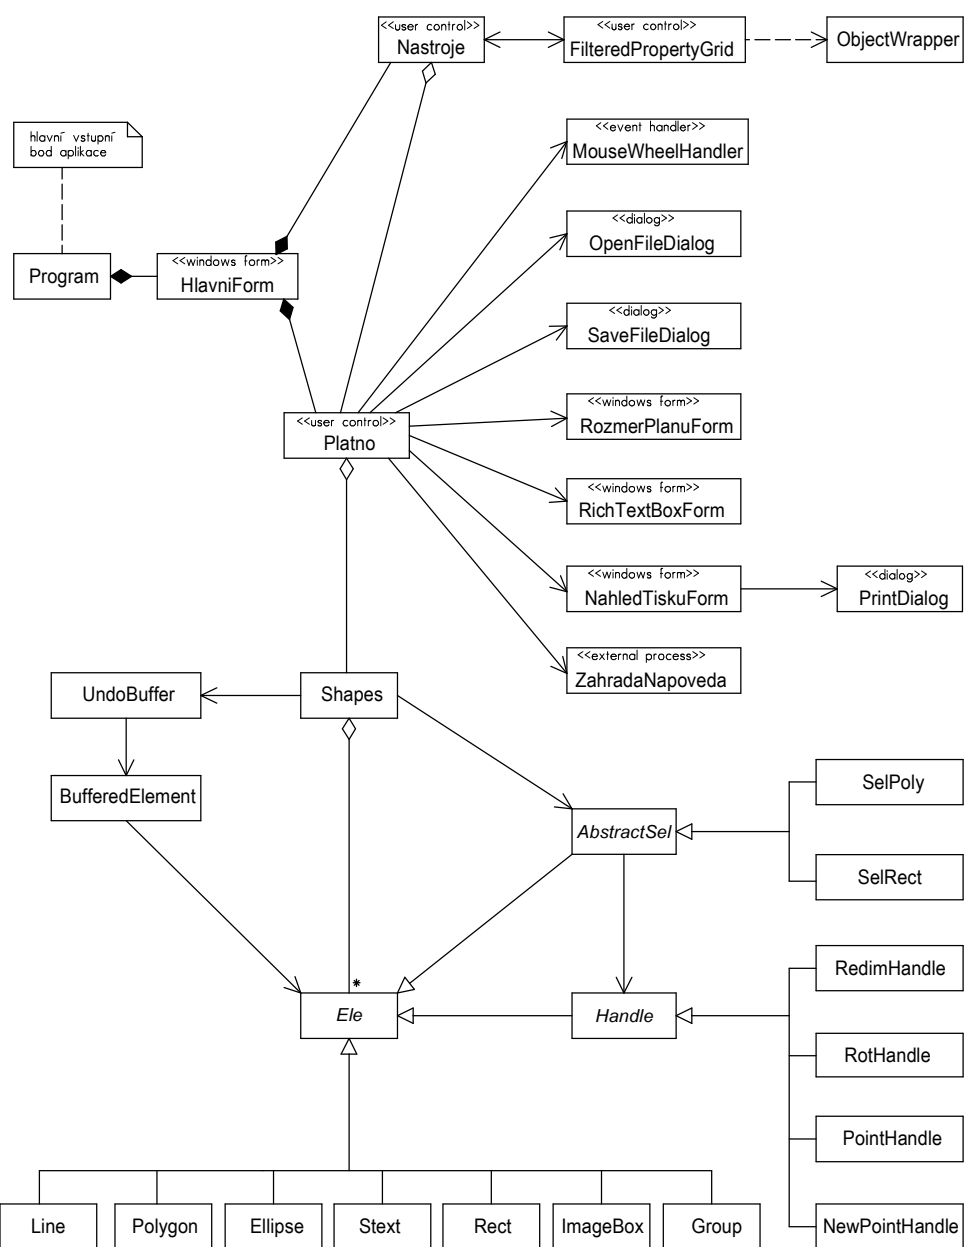 <<user control>>
Nastroje
<<user control>>
FilteredPropertyGrid
ObjectWrapper
hlavní vstupní
bod aplikace
<<event handler>>
MouseWheelHandler
<<dialog>>
OpenFileDialog
Program
<<windows form>>
HlavniForm
<<dialog>>
SaveFileDialog
<<user control>>
Platno
<<windows form>>
RozmerPlanuForm
<<windows form>>
RichTextBoxForm
<<windows form>>
NahledTiskuForm
<<dialog>>
PrintDialog
<<external process>>
ZahradaNapoveda
UndoBuffer
Shapes
BufferedElement
AbstractSel
SelPoly
SelRect
*
Ele
Handle
RedimHandle
RotHandle
PointHandle
NewPointHandle
Line
Polygon
Ellipse
Stext
Rect
ImageBox
Group